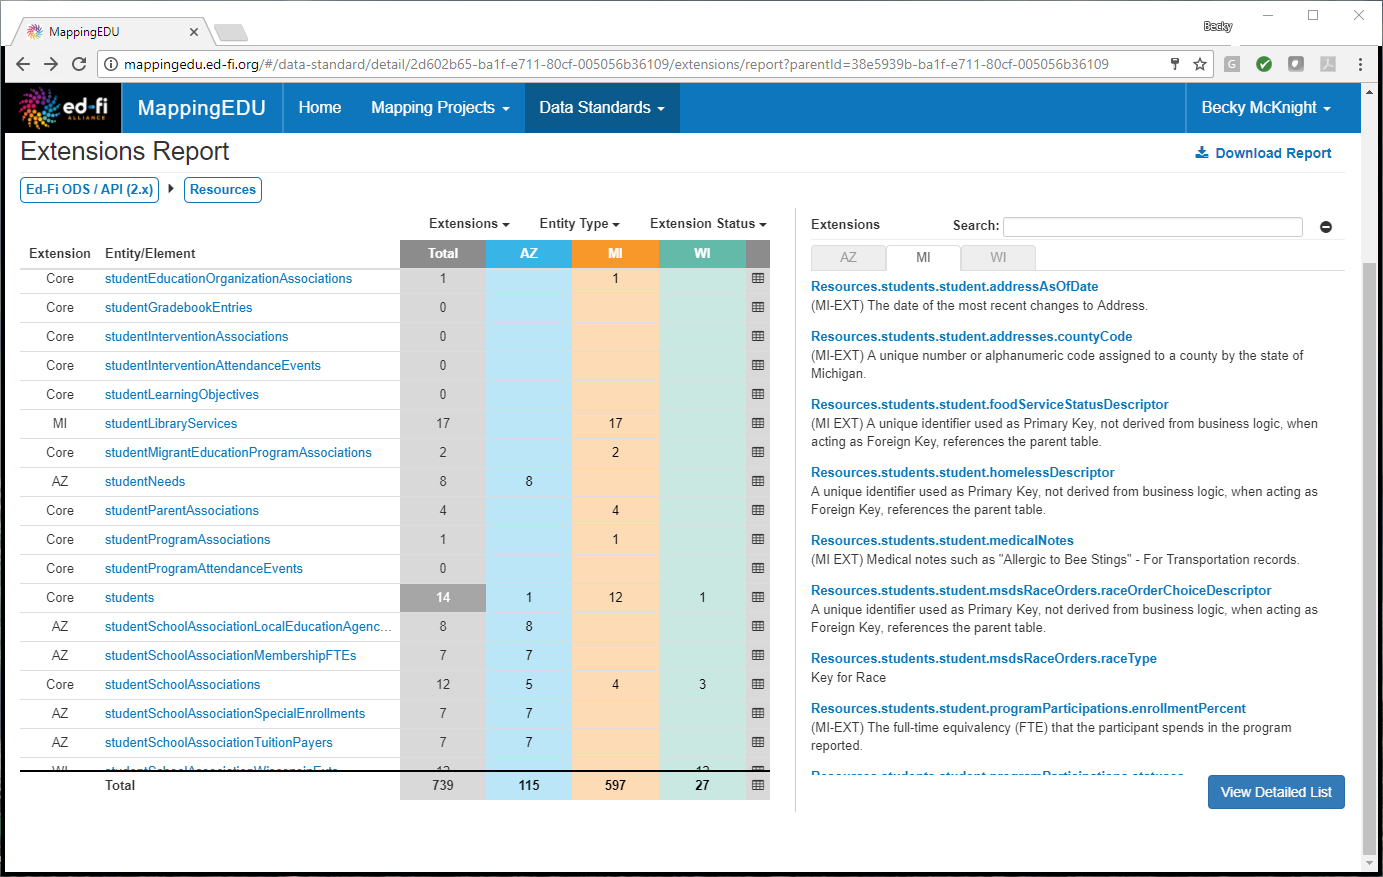 MappingEDU
Becky
mappingedu.ed-fi.org/#/data-standard/detail/2d602b65-ba1f-e711-80cf-005056b36109/extensions/report?parentId=38e5939b-ba1f-e711-80cf-005056b36109
ed-fi
ALLIANCE
MappingEDU
Home
Mapping Projects
Data Standards
Becky McKnight
Extensions Report
Download Report
Ed-Fi ODS / API (2.x)
Resources
Extensions Entity Type Extension Status
Extension Entity/Element Total AZ MI WI
Core studentEducationOrganizationAssociations 1 1
Core studentGradebookEntries 0
Core studentInterventionAssociations 0
Core studentInterventionAttendanceEvents 0
Core studentLearningObjectives 0
MI studentLibraryServices 17 17
Core studentMigrantEducationProgramAssociations 2 2
AZ studentNeeds 8 8
Core studentParentAssociations 4 4
Core studentProgramAssociations 1 1
Core studentProgramAttendanceEvents 0
Core students 14 1 12 1
AZ studentSchoolAssociationLocalEducationAgenc... 8 8
AZ studentSchoolAssociationMembershipFTEs 7 7
Core studentSchoolAssociations 12 5 4 3
AZ studentSchoolAssociationSpecialEnrollments 7 7
AZ studentSchoolAssociationTuitionPayers 7 7
Total 739 115 597 27
Extensions
Search:
AZ MI WI
Resources.students.student.addressAsOfDate
(MI-EXT) The date of the most recent changes to Address.
Resources.students.student.addresses.countyCode
(MI-EXT) A unique number or alphanumeric code assigned to a county by the state of
Michigan.
Resources.students.student.foodServiceStatusDescriptor
(MI EXT) A unique identifier used as Primary Key, not derived from business logic, when
acting as Foreign Key, references the parent table.
Resources.students.student.homelessDescriptor
A unique identifier used as Primary Key, not derived from business logic, when acting as
Foreign Key, references the parent table.
Resources.students.student.medicalNotes
(MI EXT) Medical notes such as "Allergic to Bee Stings" - For Transportation records.
Resources.students.student.msdsRaceOrders.raceOrderChoiceDescriptor
A unique identifier used as Primary Key, not derived from business logic, when acting as
Foreign Key, references the parent table.
Resources.students.student.msdsRaceOrders.raceType
Key for Race
Resources.students.student.programParticipations.enrollmentPercent
(MI-EXT) The full-time equivalency (FTE) that the participant spends in the program
reported.
View Detailed List